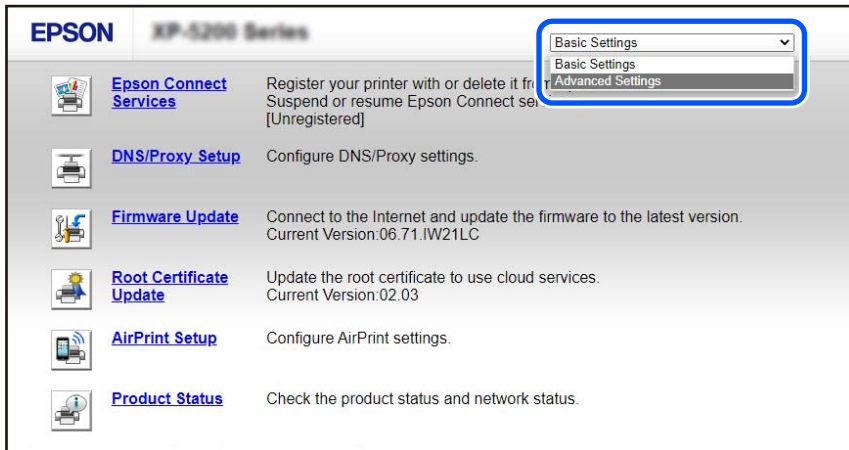 EPSON
Basic Settings
Basic Settings
Advanced Settings
Epson Connect
Services
Register your printer with or delete it
Suspend or resume Epson Connect
[Unregistered]
DNS/Proxy Setup
Configure DNS/Proxy settings.
Firmware Update
Connect to the Internet and update the firmware to the latest version.
Current Version:06.71.IW21LC
Root Certificate
Update
Update the root certificate to use cloud services.
Current Version:02.03
AirPrint Setup
Configure AirPrint settings.
Product Status
Check the product status and network status.